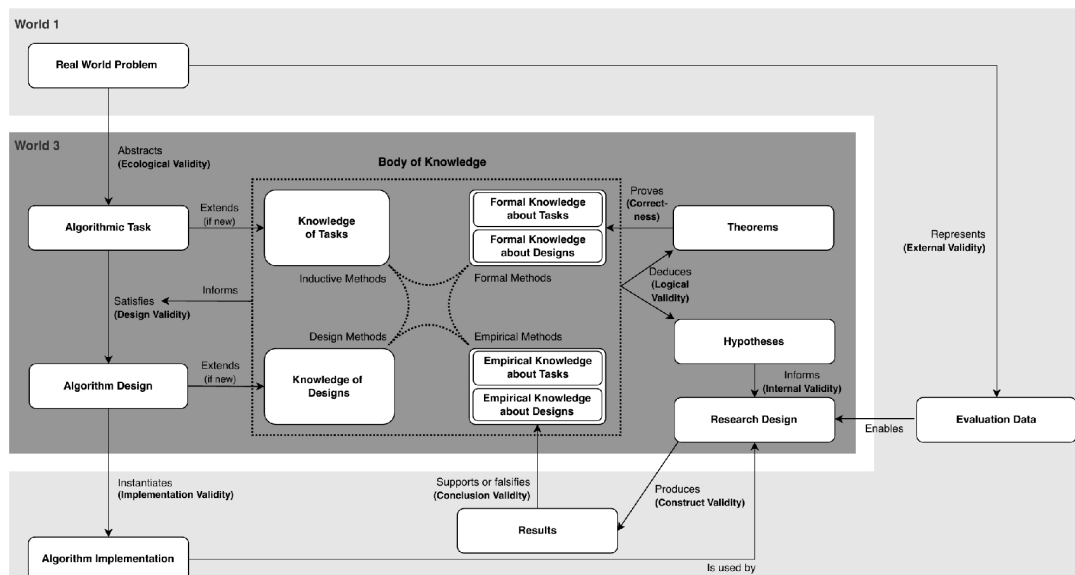 World 1
Real World Problem
World 3
Abstracts
(Ecological Validity)
Body of Knowledge
Algorithmic Task
Extends
(if new)
Knowledge
of Tasks
Formal Knowledge
about Tasks
Formal Knowledge
about Designs
Proves
(Correct-
ness)
Theorems
Represents
(External Validity)
Inductive Methods
Formal Methods
Deduces
(Logical
Validity)
Satisfies
(Design Validity)
Informs
Design Methods
Empirical Methods
Hypotheses
Algorithm Design
Extends
(if new)
Knowledge of
Designs
Empirical Knowledge
about Tasks
Empirical Knowledge
about Designs
Informs
(Internal Validity)
Research Design
Enables
Evaluation Data
Instantiates
(Implementation Validity)
Supports or falsifies
(Conclusion Validity)
Produces
(Construct Validity)
Results
Algorithm Implementation
Is used by